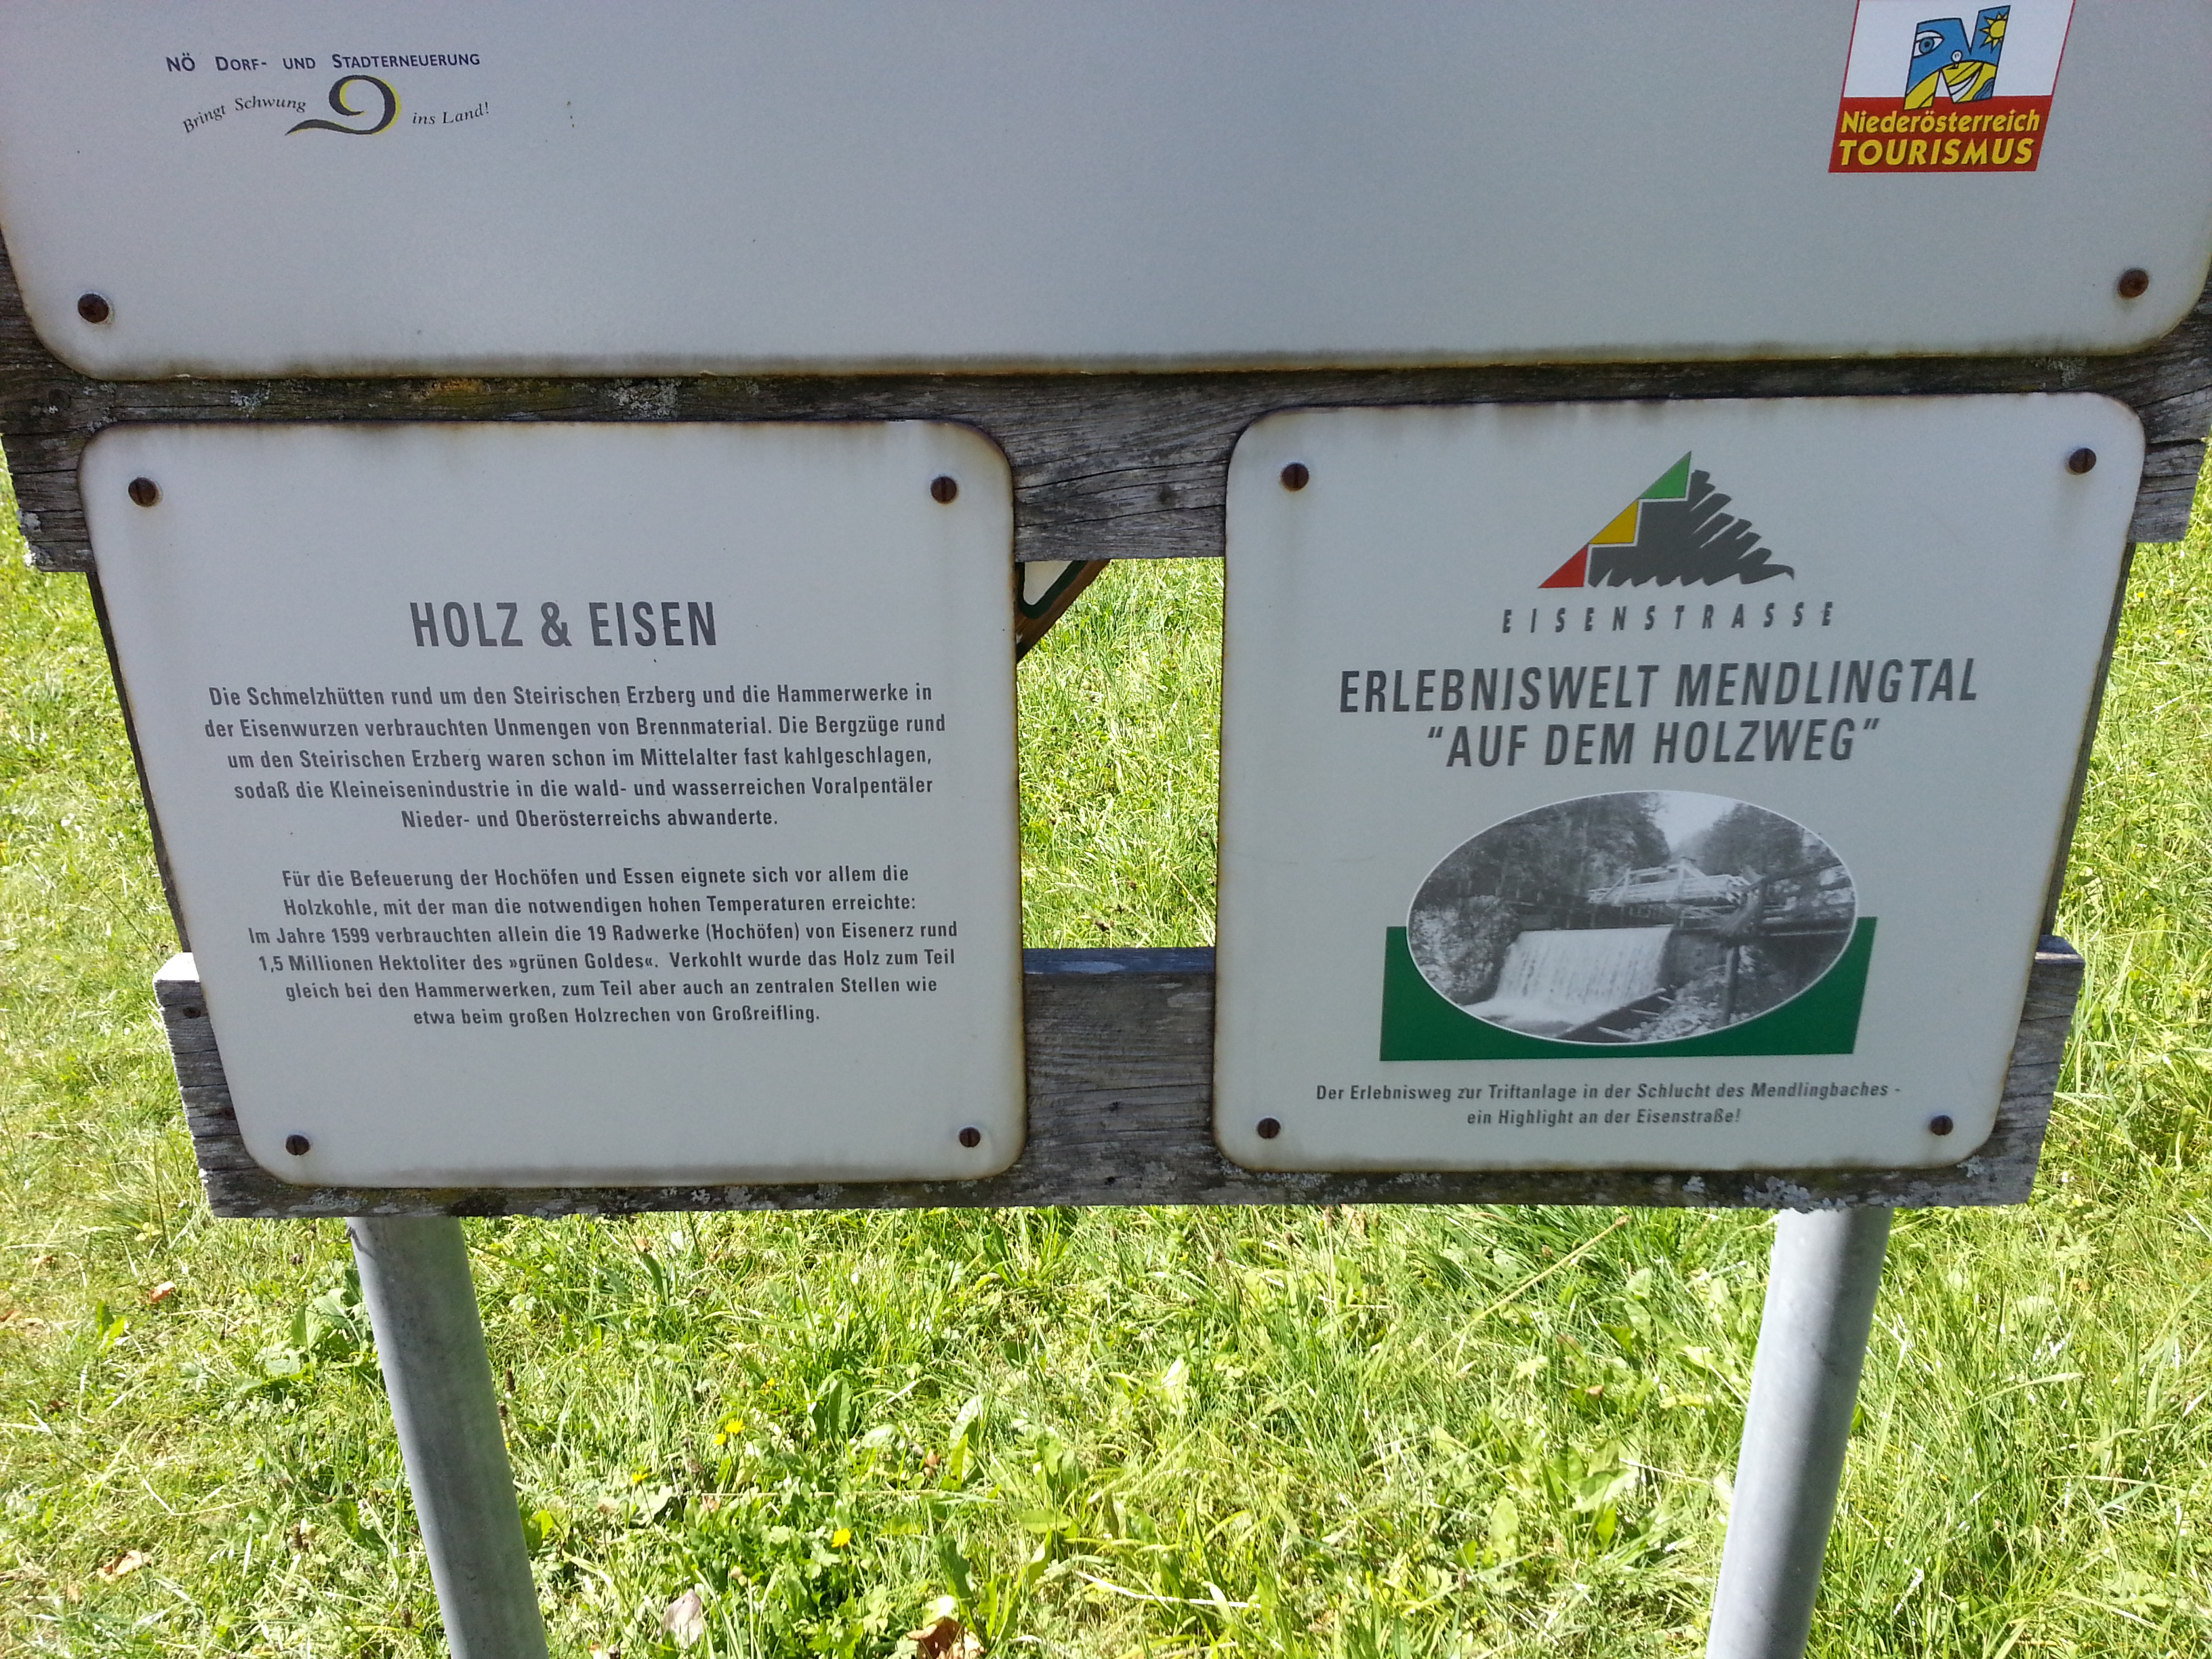 NÖ DORF- UND STADTERNEUERUNG
Bringt Schwung ins Land!
Niederösterreich
TOURISMUS
HOLZ & EISEN
Die Schmelzhütten rund um den Steirischen Erzberg und die Hammerwerke in
der Eisenwurzen verbrauchten Unmengen von Brennmaterial. Die Bergzüge rund
um den Steirischen Erzberg waren schon im Mittelalter fast kahlgeschlagen,
sodaß die Kleineisenindustrie in die wald- und wasserreichen Voralpentäler
Nieder- und Oberösterreichs abwanderte.
Für die Befeuerung der Hochöfen und Essen eignete sich vor allem die
Holzkohle, mit der man die notwendigen hohen Temperaturen erreichte:
Im Jahre 1599 verbrauchten allein die 19 Radwerke (Hochöfen) von Eisenerz rund
1,5 Millionen Hektoliter des »grünen Goldes«. Verkohlt wurde das Holz zum Teil
gleich bei den Hammerwerken, zum Teil aber auch an zentralen Stellen wie
etwa beim großen Holzrechen von Großreifling.
EISENSTRASSE
ERLEBNISWELT MENDLINGTAL
"AUF DEM HOLZWEG"
Der Erlebnisweg zur Triftanlage in der Schlucht des Mendlingbaches -
ein Highlight an der Eisenstraße!